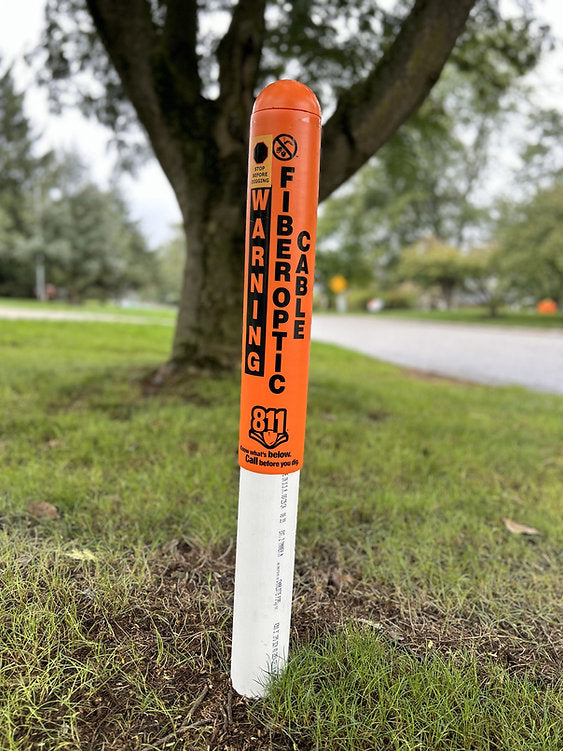 STOP
BEFORE
DIGGING
WARNING
FIBEROPTIC
CABLE
811
Know what's below.
Call before you dig.